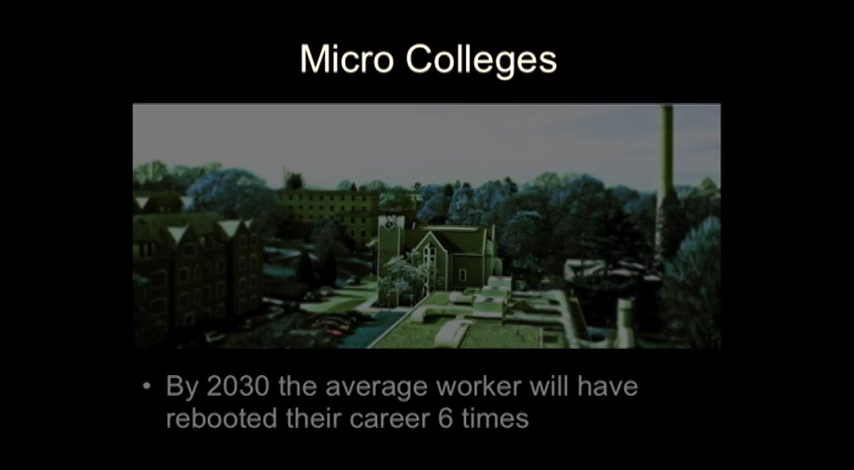 Micro Colleges
• By 2030 the average worker will have
rebooted their career 6 times